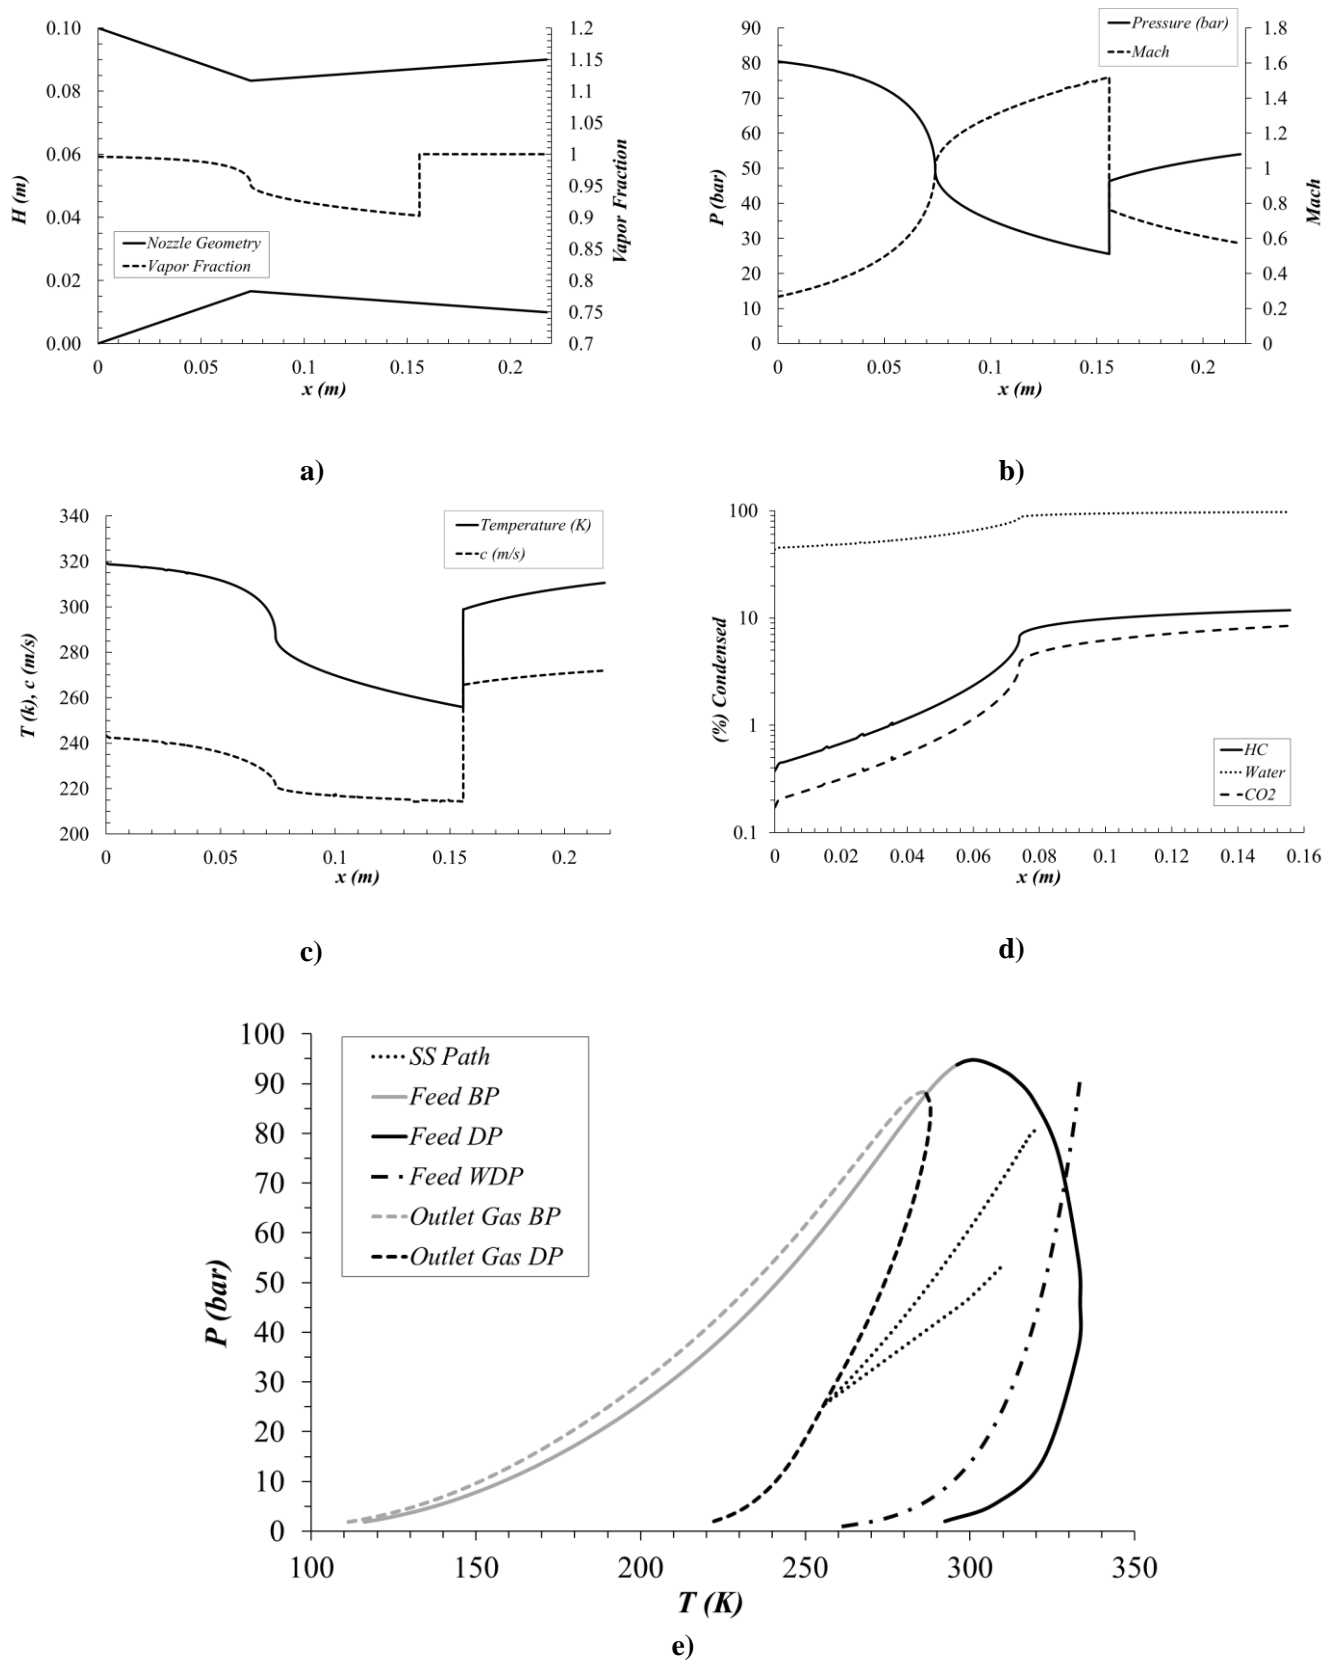 0.10
0.08
0.06
0.04
0.02
0.00
H (m)
0
0.05
0.1
0.15
0.2
x (m)
1.2
1.15
1.1
1.05
1
0.95
0.9
0.85
0.8
0.75
0.7
Vapor Fraction
Nozzle Geometry
Vapor Fraction
a)
90
80
70
60
50
40
30
20
10
0
P (bar)
0
0.05
0.1
0.15
0.2
x (m)
1.8
1.6
1.4
1.2
1
0.8
0.6
0.4
0.2
0
Mach
Pressure (bar)
Mach
b)
340
320
300
280
260
240
220
200
T (k), c (m/s)
0
0.05
0.1
0.15
0.2
x (m)
Temperature (K)
c (m/s)
c)
100
10
1
0.1
(%) Condensed
0
0.02
0.04
0.06
0.08
0.1
0.12
0.14
0.16
x (m)
HC
Water
CO2
d)
100
90
80
70
60
50
40
30
20
10
0
P (bar)
SS Path
Feed BP
Feed DP
Feed WDP
Outlet Gas BP
Outlet Gas DP
100
150
200
250
300
350
T (K)
e)